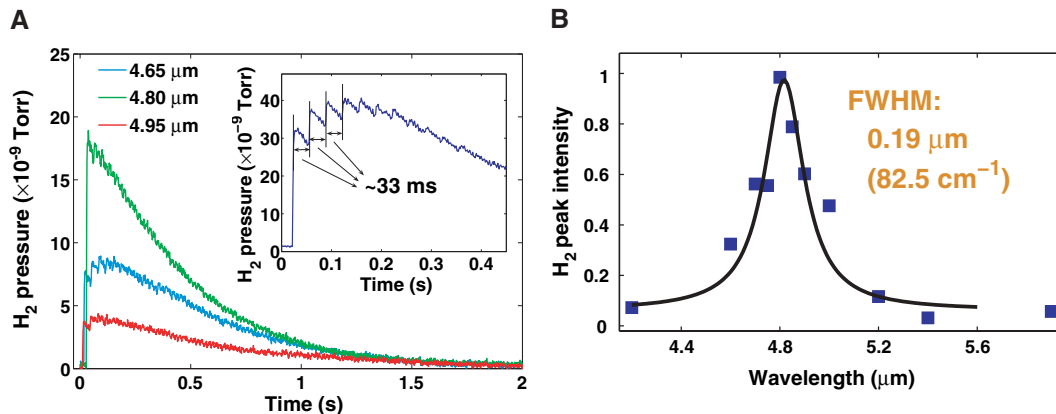 A
H₂ pressure (×10⁻⁹ Torr)
25
20
15
10
5
0
0
0.5
1
1.5
2
Time (s)
4.65 μm
4.80 μm
4.95 μm
H₂ pressure (×10⁻⁹ Torr)
40
30
20
10
0
0
0.1
0.2
0.3
0.4
Time (s)
~33 ms
B
H₂ peak intensity
1
0.8
0.6
0.4
0.2
0
4.4
4.8
5.2
5.6
Wavelength (μm)
FWHM:
0.19 μm
(82.5 cm⁻¹)